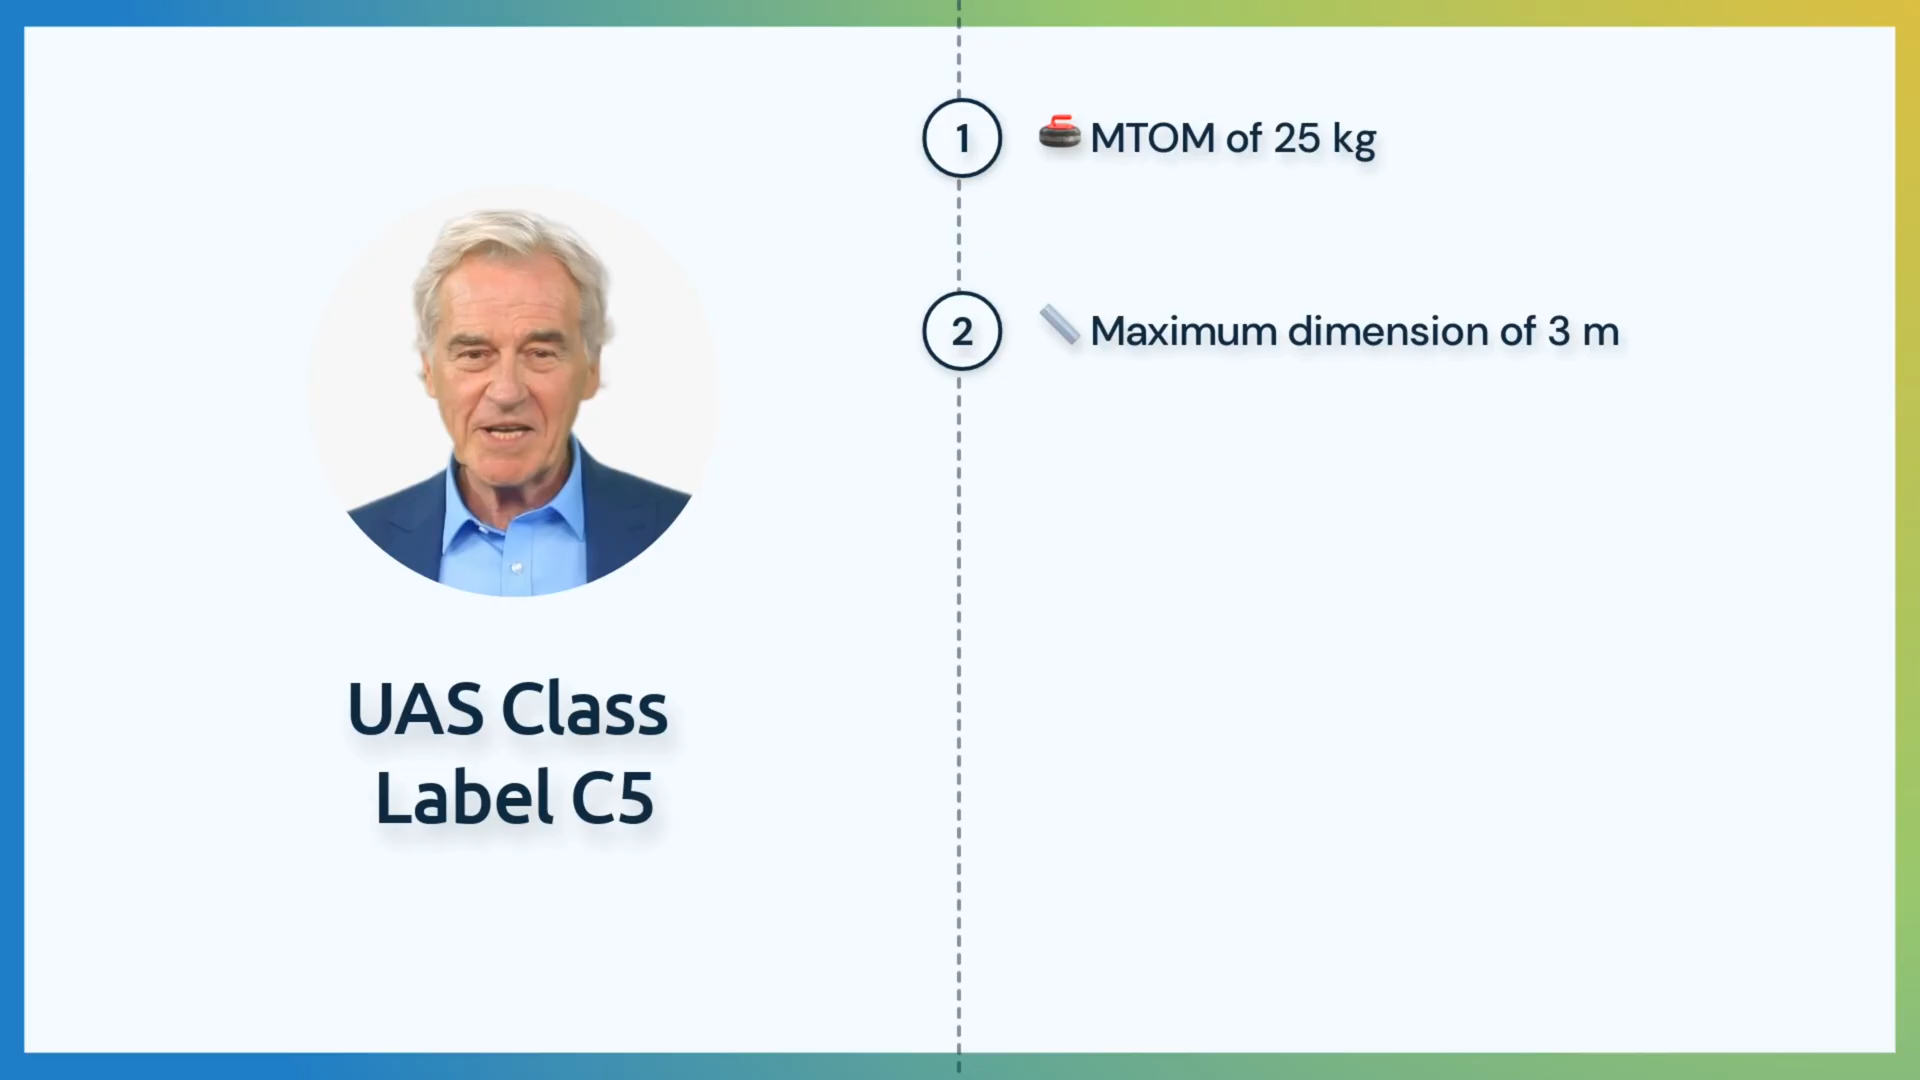 UAS Class
Label C5
1
MTOM of 25 kg
2
Maximum dimension of 3 m